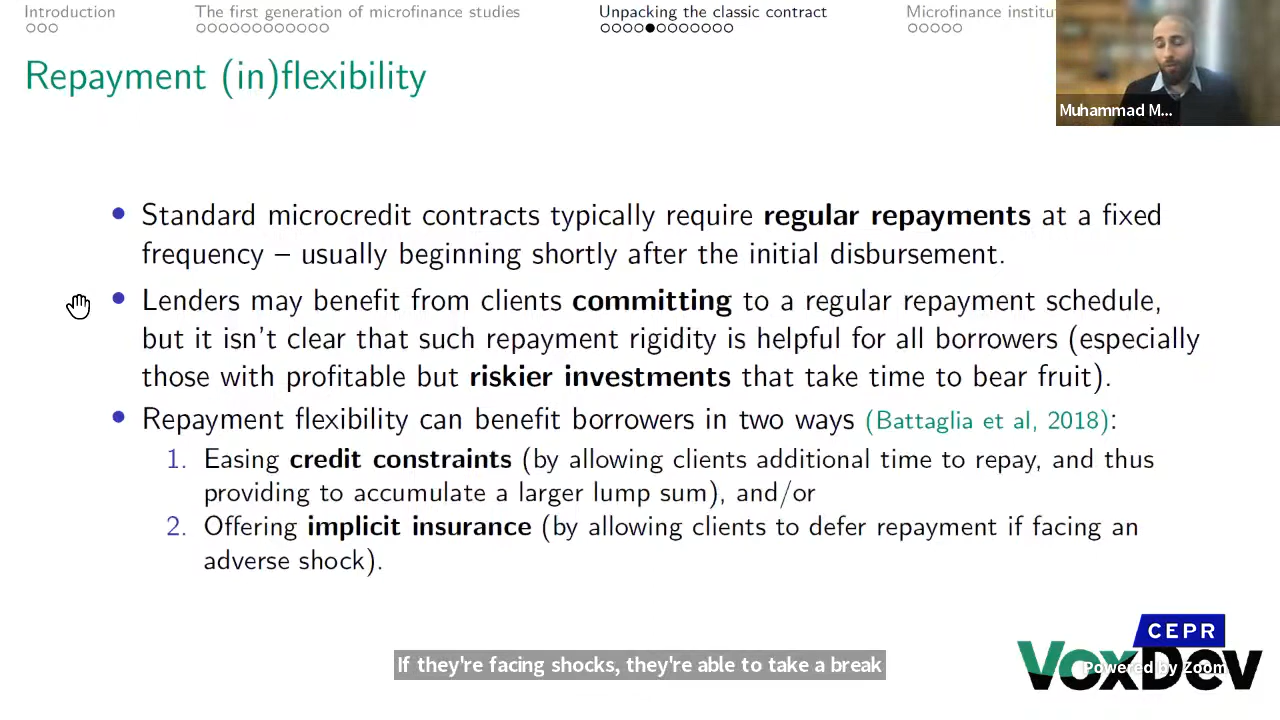 Introduction
The first generation of microfinance studies
Unpacking the classic contract
Microfinance institu
Repayment (in)flexibility
Muhammad M...
• Standard microcredit contracts typically require regular repayments at a fixed
frequency – usually beginning shortly after the initial disbursement.
• Lenders may benefit from clients committing to a regular repayment schedule,
but it isn't clear that such repayment rigidity is helpful for all borrowers (especially
those with profitable but riskier investments that take time to bear fruit).
• Repayment flexibility can benefit borrowers in two ways (Battaglia et al, 2018):
1. Easing credit constraints (by allowing clients additional time to repay, and thus
providing to accumulate a larger lump sum), and/or
2. Offering implicit insurance (by allowing clients to defer repayment if facing an
adverse shock).
CEPR
VoxDev
Powered by Zoom
If they're facing shocks, they're able to take a break